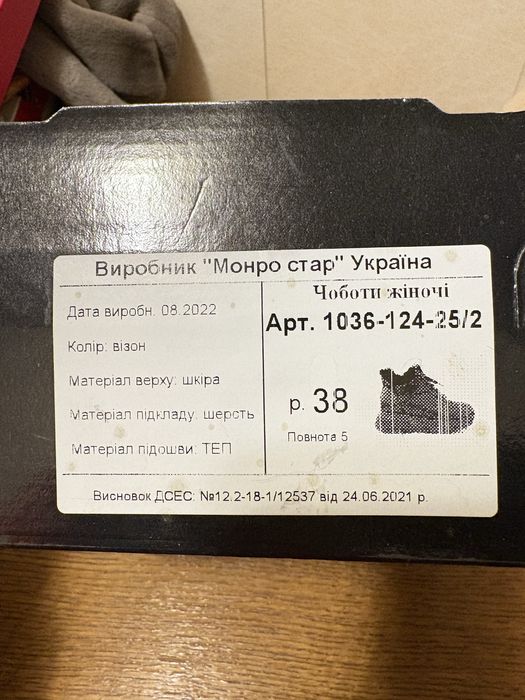 Виробник "Монро стар" Україна
Дата виробн. 08.2022
Колір: візон
Матеріал верху: шкіра
Матеріал підкладу: шерсть
Матеріал підошви: ТЕП
Чоботи жіночі
Арт. 1036-124-25/2
р. 38
Повнота 5
Висновок ДСЕС: №12.2-18-1/12537 від 24.06.2021 р.